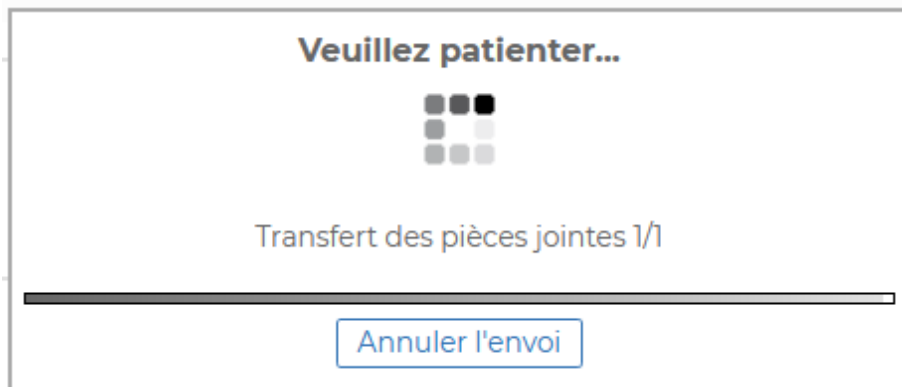 Veuillez patienter...
Transfert des pièces jointes 1/1
Annuler l'envoi